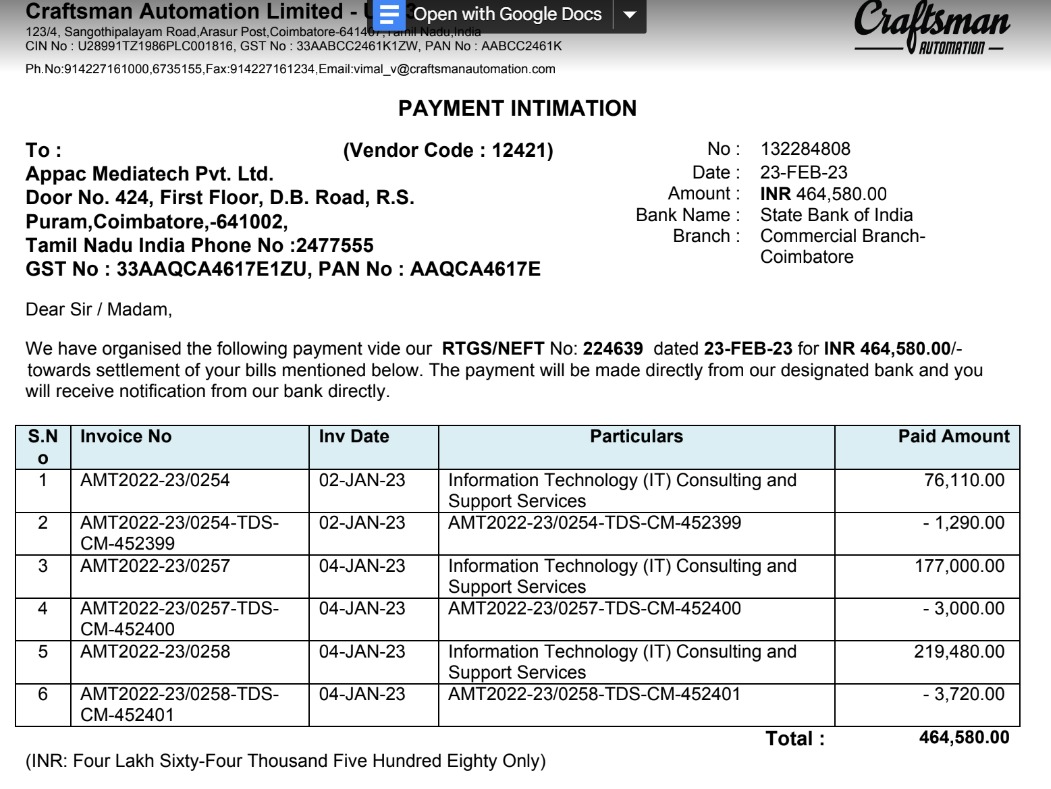 Craftsman Automation Limited -
Open with Google Docs
123/4, Sangothipalayam Road,Arasur Post,Coimbatore-641407,Tamil Nadu,India
CIN No : U28991TZ1986PLC001816, GST No : 33AABCC2461K1ZW, PAN No : AABCC2461K
Ph.No:914227161000,6735155,Fax:914227161234,Email:vimal_v@craftsmanautomation.com
Craftsman
AUTOMATION
PAYMENT INTIMATION
To : (Vendor Code : 12421)
Appac Mediatech Pvt. Ltd.
Door No. 424, First Floor, D.B. Road, R.S.
Puram,Coimbatore,-641002,
Tamil Nadu India Phone No :2477555
GST No : 33AAQCA4617E1ZU, PAN No : AAQCA4617E
No : 132284808
Date : 23-FEB-23
Amount : INR 464,580.00
Bank Name : State Bank of India
Branch : Commercial Branch-
Coimbatore
Dear Sir / Madam,
We have organised the following payment vide our RTGS/NEFT No: 224639 dated 23-FEB-23 for INR 464,580.00/-
towards settlement of your bills mentioned below. The payment will be made directly from our designated bank and you
will receive notification from our bank directly.
S.N Invoice No Inv Date Particulars Paid Amount
o
1 AMT2022-23/0254 02-JAN-23 Information Technology (IT) Consulting and 76,110.00
Support Services
2 AMT2022-23/0254-TDS- 02-JAN-23 AMT2022-23/0254-TDS-CM-452399 - 1,290.00
CM-452399
3 AMT2022-23/0257 04-JAN-23 Information Technology (IT) Consulting and 177,000.00
Support Services
4 AMT2022-23/0257-TDS- 04-JAN-23 AMT2022-23/0257-TDS-CM-452400 - 3,000.00
CM-452400
5 AMT2022-23/0258 04-JAN-23 Information Technology (IT) Consulting and 219,480.00
Support Services
6 AMT2022-23/0258-TDS- 04-JAN-23 AMT2022-23/0258-TDS-CM-452401 - 3,720.00
CM-452401
Total : 464,580.00
(INR: Four Lakh Sixty-Four Thousand Five Hundred Eighty Only)